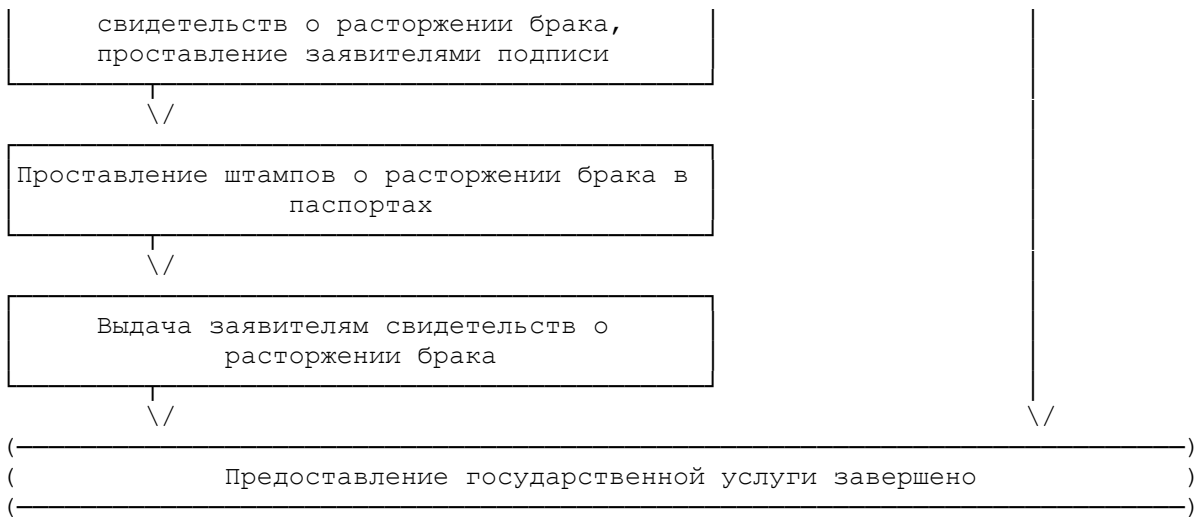 свидетельств о расторжении брака,
проставление заявителями подписи
\/
Проставление штампов о расторжении брака в
паспортах
\/
Выдача заявителям свидетельств о
расторжении брака
\/ \/
( )
( Предоставление государственной услуги завершено )
( )